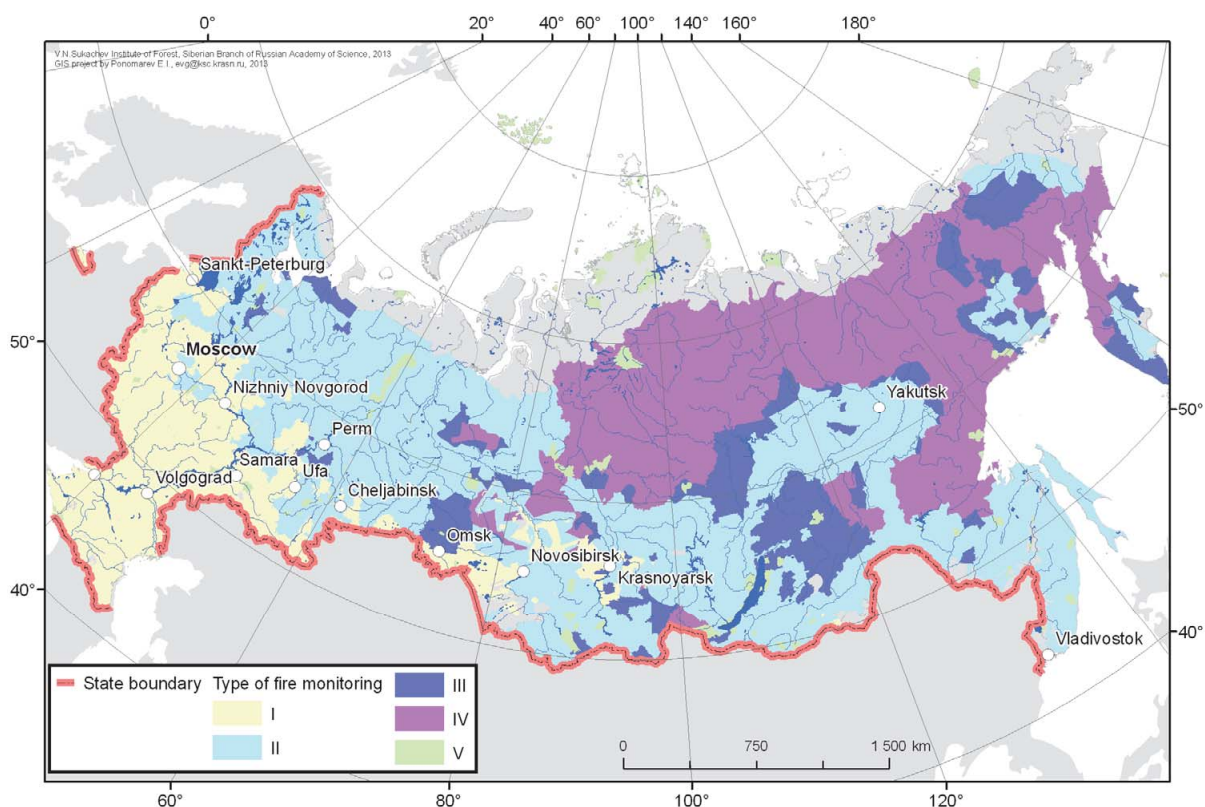 0° 20° 40° 60° 80° 100° 120° 140° 160° 180°
V.N.Sukachev Institute of Forest, Siberian Branch of Russian Academy of Science, 2013
GIS project by Ponomarev E.I., evg@ksc.krasn.ru, 2013
Sankt-Peterburg
50°
Moscow
Nizhniy Novgorod
Yakutsk
50°
Perm
Samara
Ufa
Volgograd
Cheljabinsk
Omsk
Novosibirsk
Krasnoyarsk
40°
40°
Vladivostok
State boundary
Type of fire monitoring
I
II
III
IV
V
0 750 1 500 km
60° 80° 100° 120°